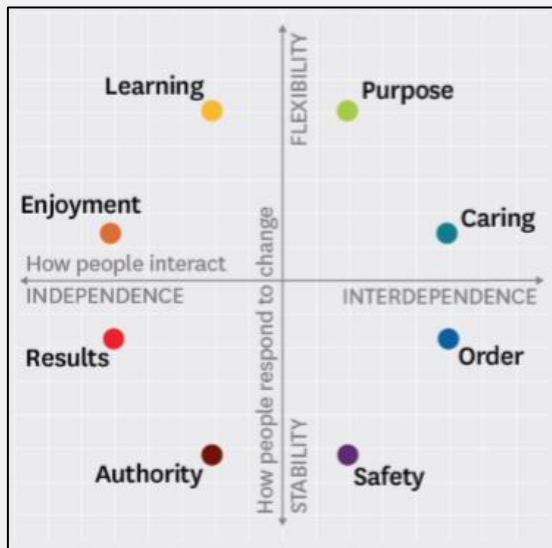 FLEXIBILITY
Learning
Purpose
Enjoyment
Caring
How people interact
INDEPENDENCE
INTERDEPENDENCE
How people respond to change
Results
Order
Authority
Safety
STABILITY